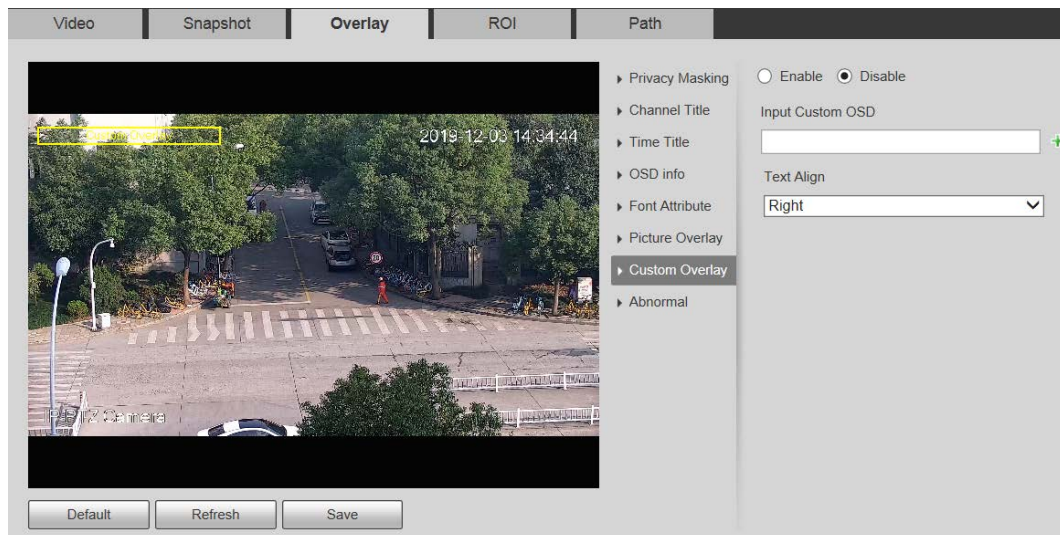 Video
Snapshot
Overlay
ROI
Path
Privacy Masking
Channel Title
Time Title
OSD info
Font Attribute
Picture Overlay
Custom Overlay
Abnormal
Enable
Disable
Input Custom OSD
Text Align
Right
2019-12-03 14:34:44
Camera
Default
Refresh
Save